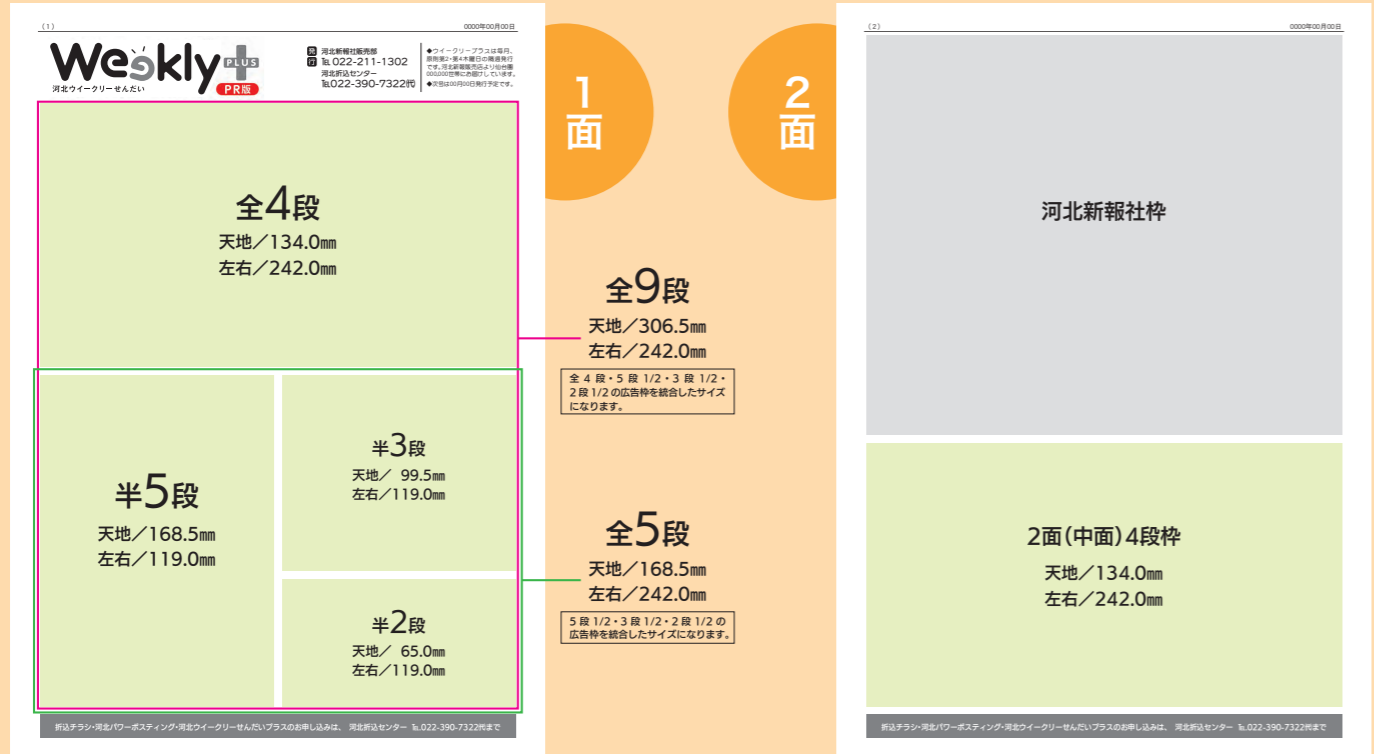 (1)
0000年00月00日
Weekly PLUS
河北ウイークリーせんだい
PR版
発行
河北新報社販売部
℡022-211-1302
河北折込センター
℡022-390-7322㈹
◆ウイークリープラスは毎月、
原則第2・第4木曜日の隔週発行
です。河北新報販売店より仙台圏
000,000世帯にお届けしています。
◆次号は00月00日発行予定です。
全4段
天地／134.0㎜
左右／242.0㎜
半5段
天地／168.5㎜
左右／119.0㎜
半3段
天地／ 99.5㎜
左右／119.0㎜
半2段
天地／ 65.0㎜
左右／119.0㎜
折込チラシ・河北パワーポスティング・河北ウイークリーせんだいプラスのお申し込みは、 河北折込センター ℡022-390-7322㈹まで
1面
2面
全9段
天地／306.5㎜
左右／242.0㎜
全4段・5段1/2・3段1/2・
2段1/2の広告枠を統合したサイズ
になります。
全5段
天地／168.5㎜
左右／242.0㎜
5段1/2・3段1/2・2段1/2の
広告枠を統合したサイズになります。
(2)
0000年00月00日
河北新報社枠
2面(中面)4段枠
天地／134.0㎜
左右／242.0㎜
折込チラシ・河北パワーポスティング・河北ウイークリーせんだいプラスのお申し込みは、 河北折込センター ℡022-390-7322㈹まで